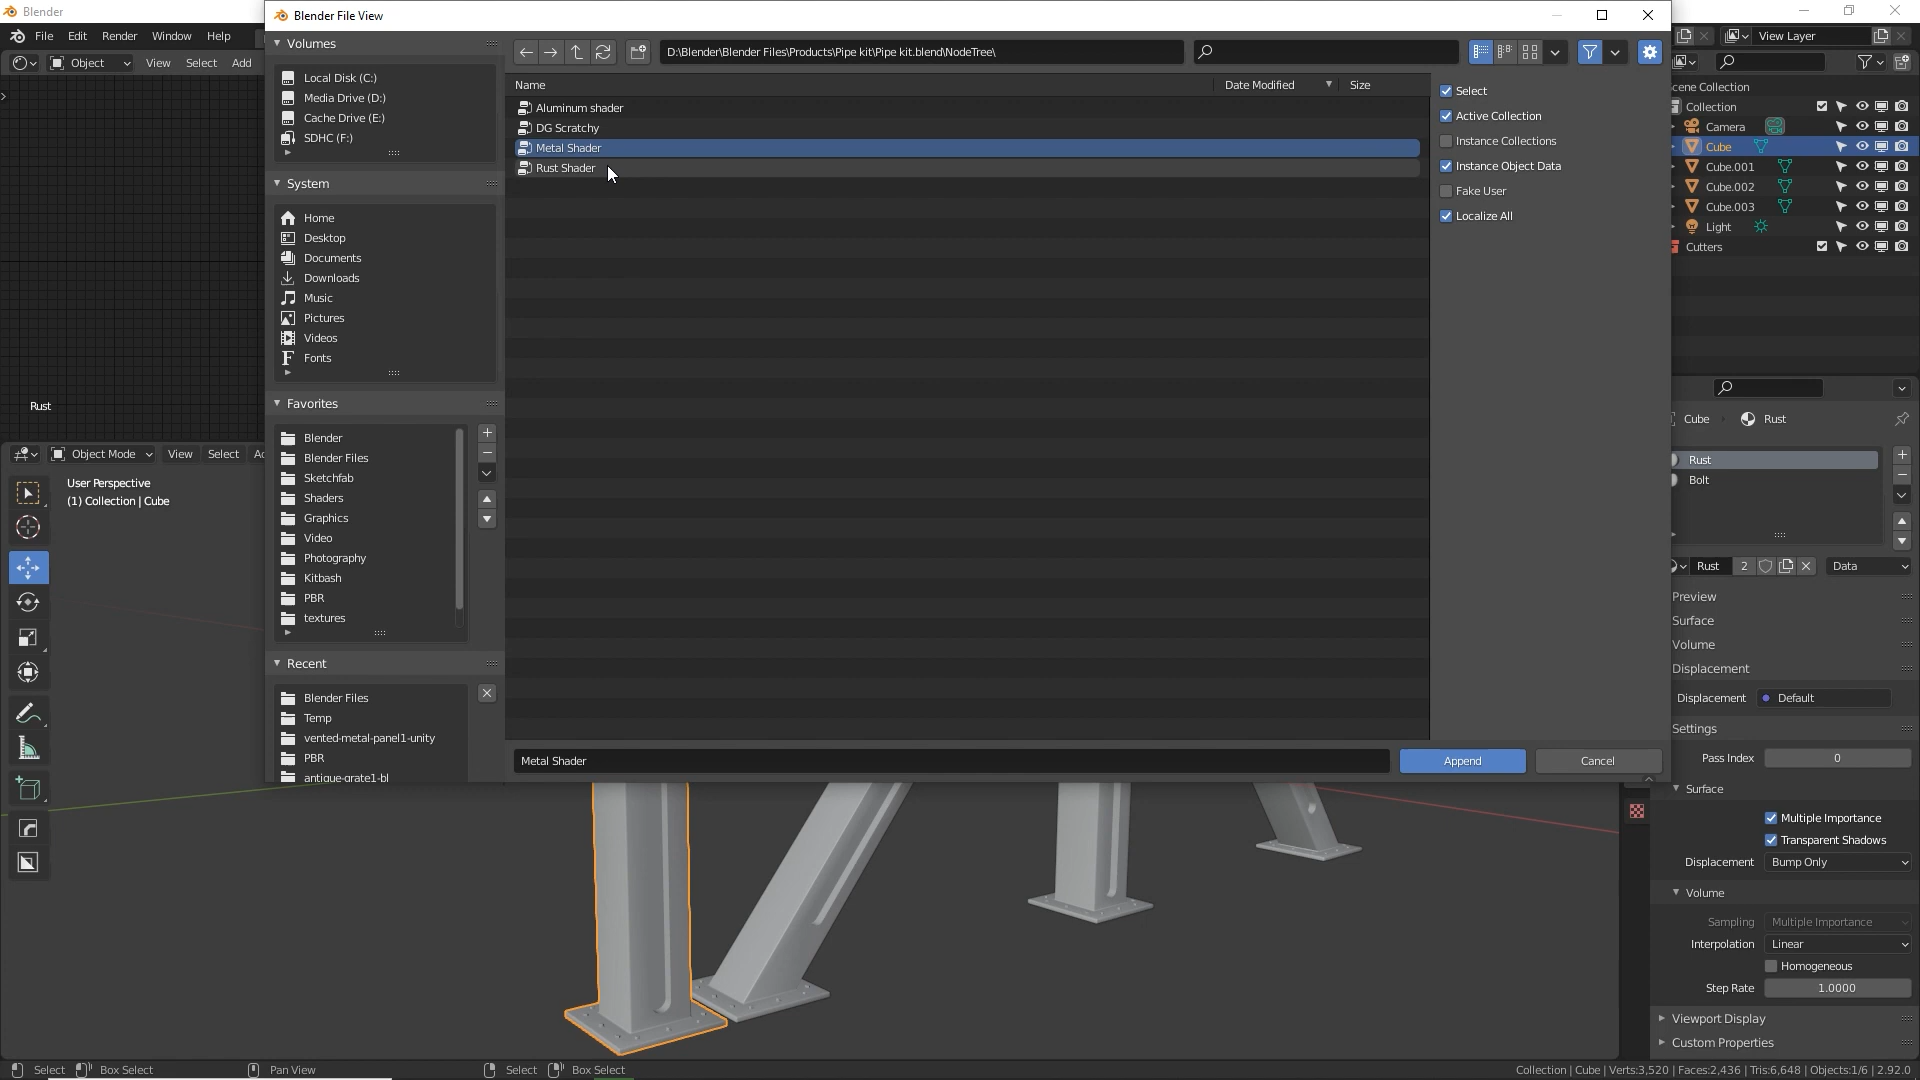 Blender
Blender File View
File Edit Render Window Help
View Layer
Object View Select Add
Volumes
Local Disk (C:)
Media Drive (D:)
Cache Drive (E:)
SDHC (F:)
System
Home
Desktop
Documents
Downloads
Music
Pictures
Videos
Fonts
Favorites
Blender
Blender Files
Sketchfab
Shaders
Graphics
Video
Photography
Kitbash
PBR
textures
Recent
Blender Files
Temp
vented-metal-panel1-unity
PBR
antique-grate1-bl
D:\Blender\Blender Files\Products\Pipe kit\Pipe kit.blend\NodeTree\
Name Date Modified Size
Aluminum shader
DG Scratchy
Metal Shader
Rust Shader
Select
Active Collection
Instance Collections
Instance Object Data
Fake User
Localize All
Metal Shader
Append Cancel
Rust
Object Mode View Select
User Perspective
(1) Collection | Cube
cene Collection
Collection
Camera
Cube
Cube.001
Cube.002
Cube.003
Light
Cutters
Cube Rust
Rust
Bolt
Rust 2 Data
Preview
Surface
Volume
Displacement
Displacement Default
Settings
Pass Index 0
Surface
Multiple Importance
Transparent Shadows
Displacement Bump Only
Volume
Sampling Multiple Importance
Interpolation Linear
Homogeneous
Step Rate 1.0000
Viewport Display
Custom Properties
Select Box Select Pan View Select Box Select
Collection | Cube | Verts:3,520 | Faces:2,436 | Tris:6,648 | Objects:1/6 | 2.92.0